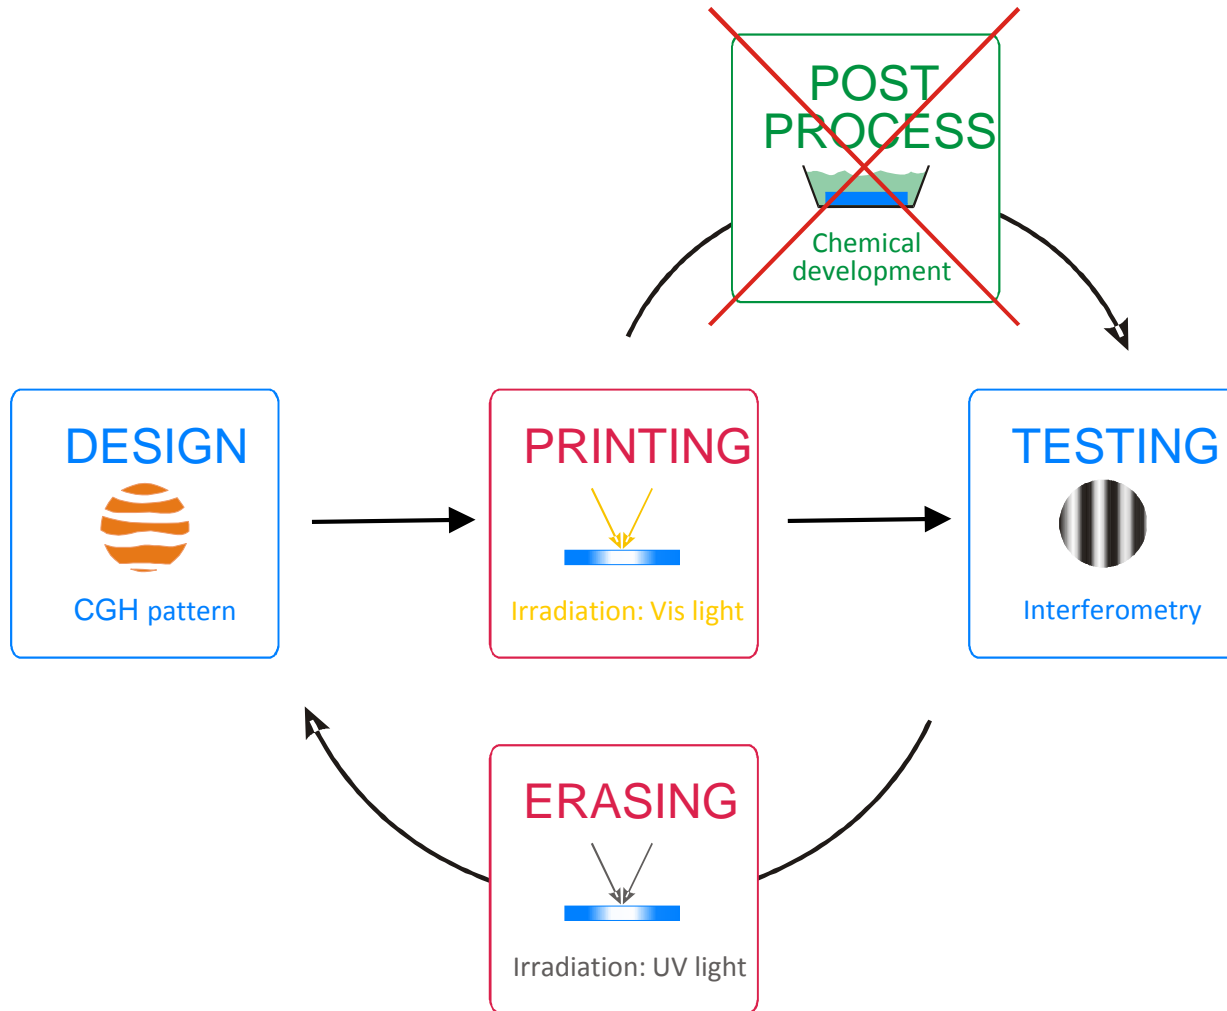 POST
PROCESS
Chemical
development
DESIGN
CGH pattern
PRINTING
Irradiation: Vis light
TESTING
Interferometry
ERASING
Irradiation: UV light